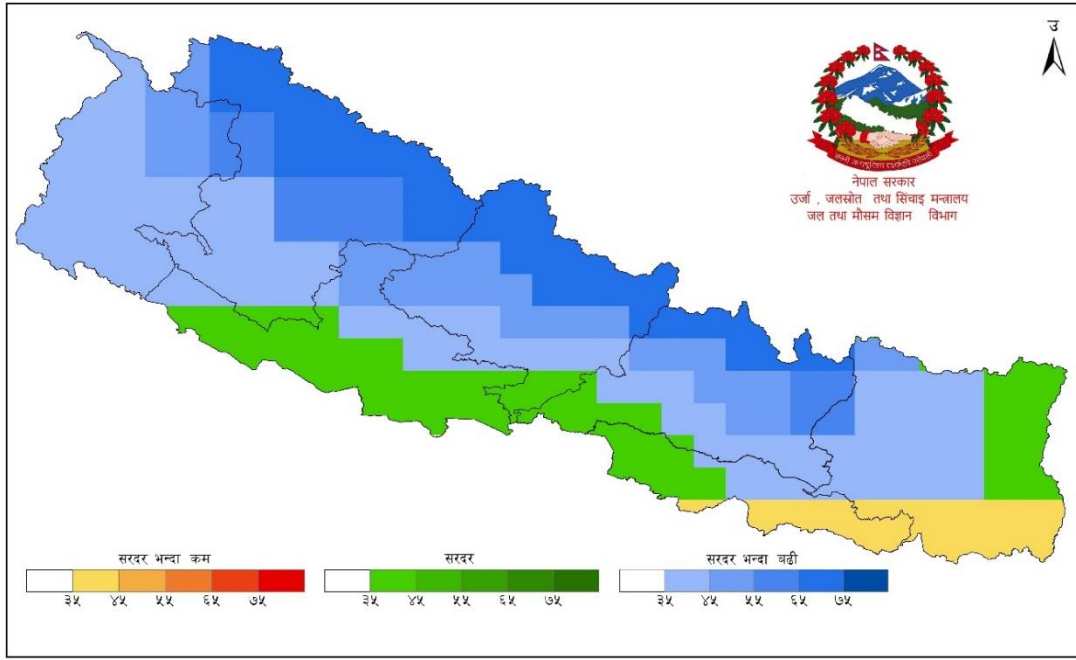 उ
नेपाल सरकार
उर्जा , जलस्रोत तथा सिंचाइ मन्त्रालय
जल तथा मौसम विज्ञान विभाग
सरदर भन्दा कम
३५ ४५ ५५ ६५ ७५
सरदर
३५ ४५ ५५ ६५ ७५
सरदर भन्दा बढी
३५ ४५ ५५ ६५ ७५